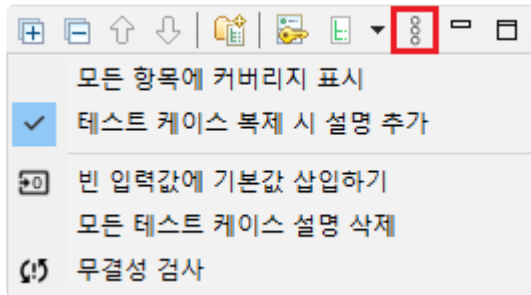 모든 항목에 커버리지 표시
테스트 케이스 복제 시 설명 추가
빈 입력값에 기본값 삽입하기
모든 테스트 케이스 설명 삭제
무결성 검사